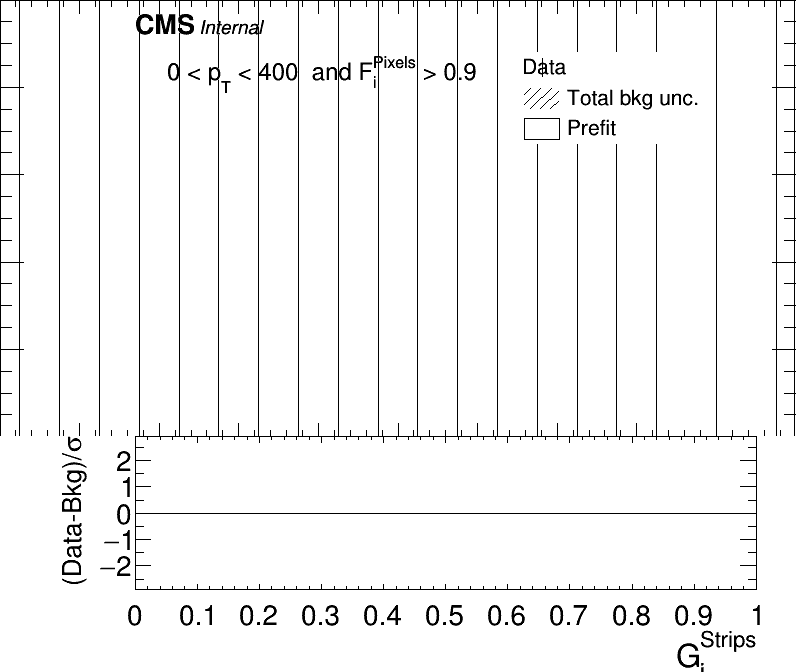 CMS Internal
0 < p_T < 400 and F_i^Pixels > 0.9
Data
Total bkg unc.
Prefit
(Data-Bkg)/σ
2
1
0
−1
−2
0 0.1 0.2 0.3 0.4 0.5 0.6 0.7 0.8 0.9 1
G_i^Strips